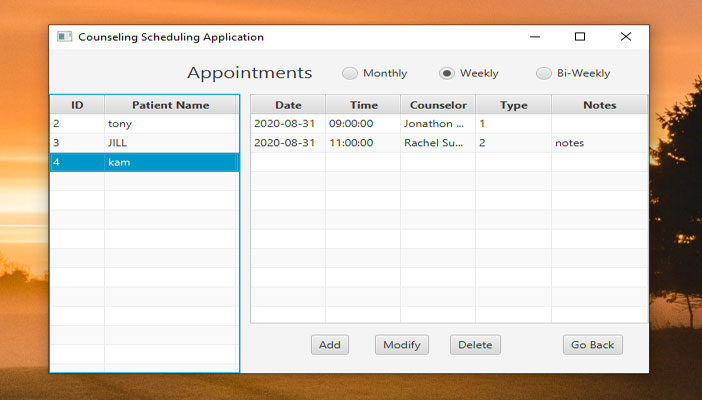 Counseling Scheduling Application
Appointments Monthly Weekly Bi-Weekly
ID Patient Name Date Time Counselor Type Notes
2 tony 2020-08-31 09:00:00 Jonathon ... 1
3 JILL 2020-08-31 11:00:00 Rachel Su... 2 notes
4 kam
Add Modify Delete Go Back